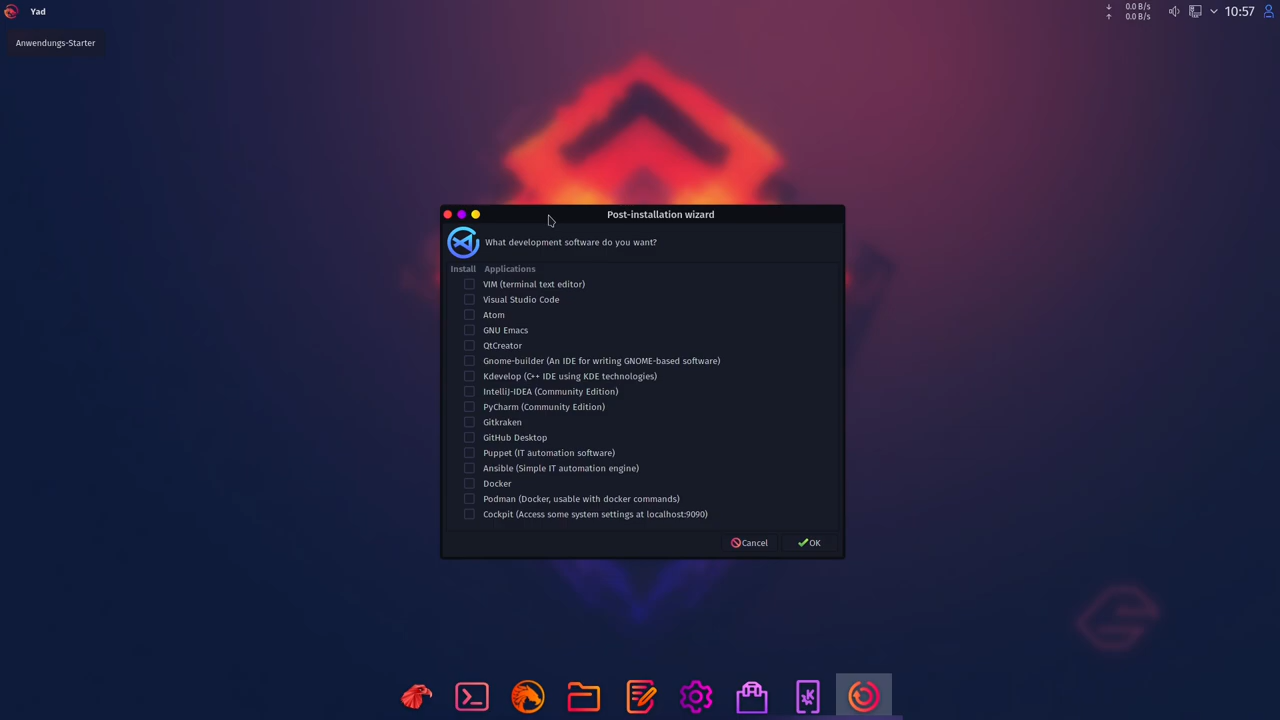 Yad
0.0 B/s
0.0 B/s
10:57
Anwendungs-Starter
Post-installation wizard
What development software do you want?
Install Applications
VIM (terminal text editor)
Visual Studio Code
Atom
GNU Emacs
QtCreator
Gnome-builder (An IDE for writing GNOME-based software)
Kdevelop (C++ IDE using KDE technologies)
IntelliJ-IDEA (Community Edition)
PyCharm (Community Edition)
Gitkraken
GitHub Desktop
Puppet (IT automation software)
Ansible (Simple IT automation engine)
Docker
Podman (Docker, usable with docker commands)
Cockpit (Access some system settings at localhost:9090)
Cancel OK